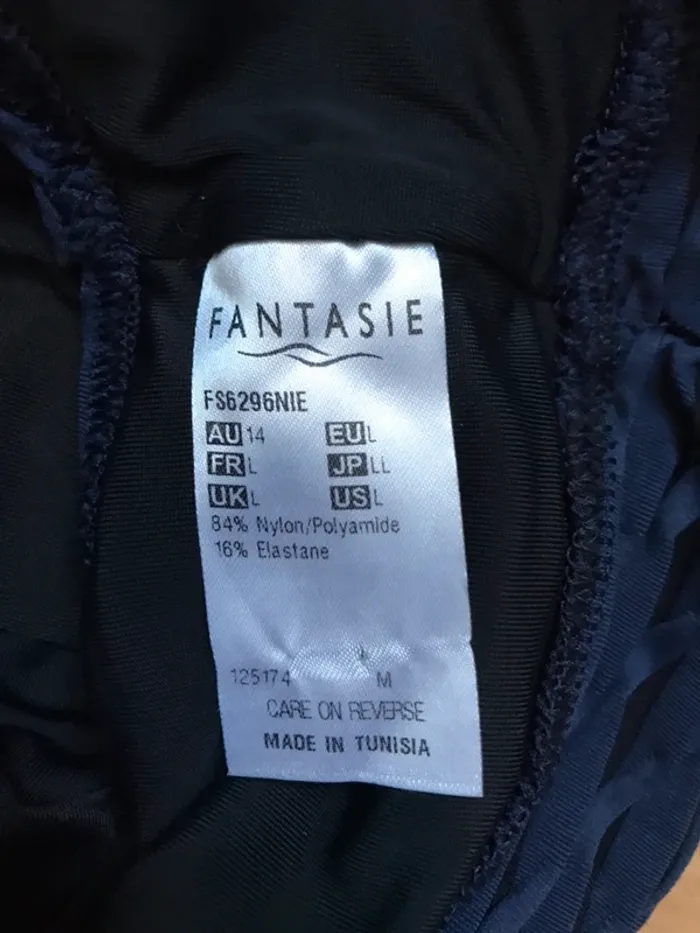 FANTASIE
FS6296NIE
AU 14 EU L
FR L JP LL
UK L US L
84% Nylon/Polyamide
16% Elastane
125174 M
CARE ON REVERSE
MADE IN TUNISIA